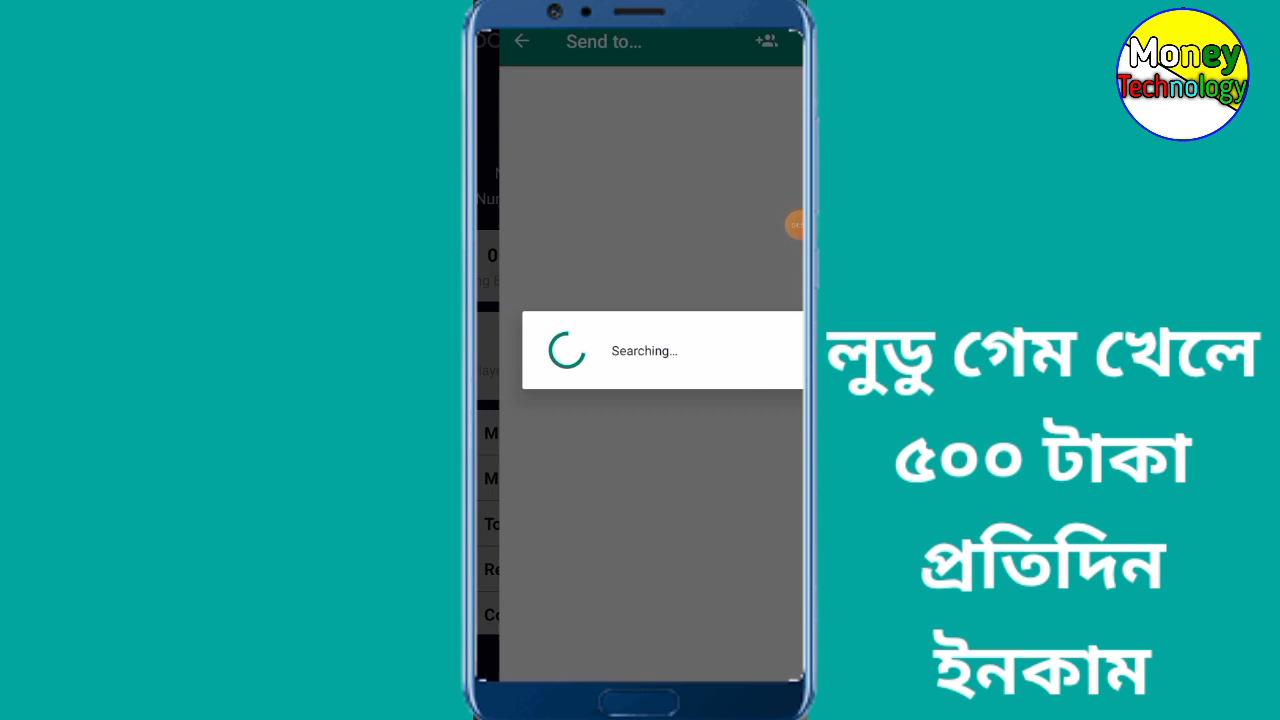 Money
Technology
Send to...
Searching...
লুডু গেম খেলে
৫০০ টাকা
প্রতিদিন
ইনকাম